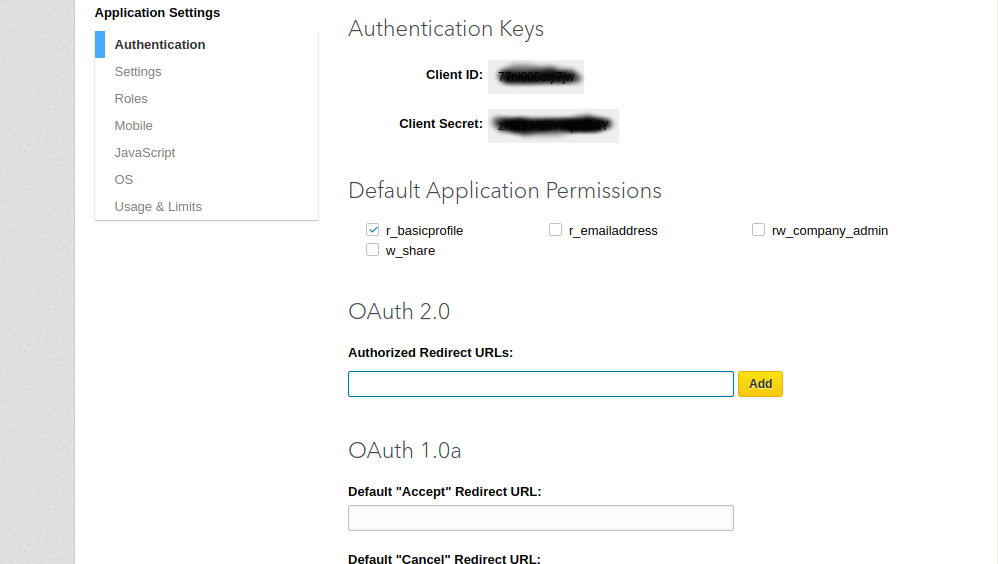 Application Settings
Authentication
Settings
Roles
Mobile
JavaScript
OS
Usage & Limits
Authentication Keys
Client ID:
Client Secret:
Default Application Permissions
r_basicprofile r_emailaddress rw_company_admin
w_share
OAuth 2.0
Authorized Redirect URLs:
Add
OAuth 1.0a
Default "Accept" Redirect URL:
Default "Cancel" Redirect URL: